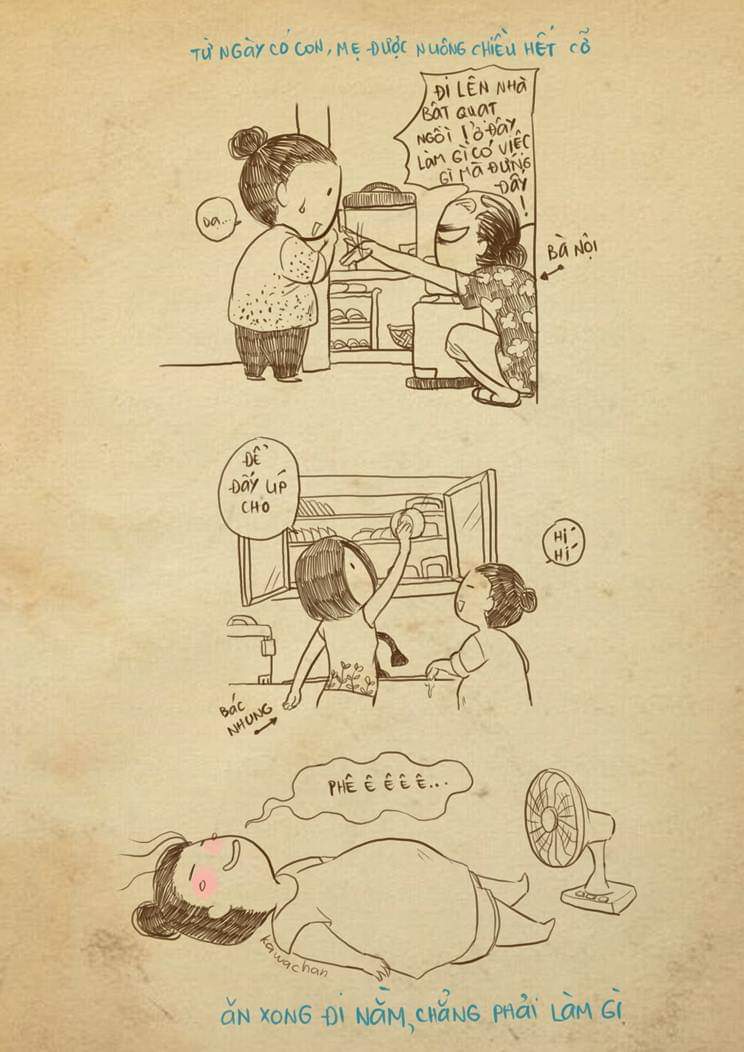 TỪ NGÀY CÓ CON, MẸ ĐƯỢC NUÔNG CHIỀU HẾT CỠ
ĐI LÊN NHÀ
BẬT QUẠT
NGỒI ! Ở ĐÂY
LÀM GÌ CÓ VIỆC
GÌ MÀ ĐỨNG
ĐẤY
!
DẠ...
BÀ NỘI
ĐỂ
ĐẤY ÚP
CHO
HÍ
HÍ
BÁC
NHUNG
PHÊ Ê Ê Ê Ê...
kawachan
ĂN XONG ĐI NẰM, CHẲNG PHẢI LÀM GÌ